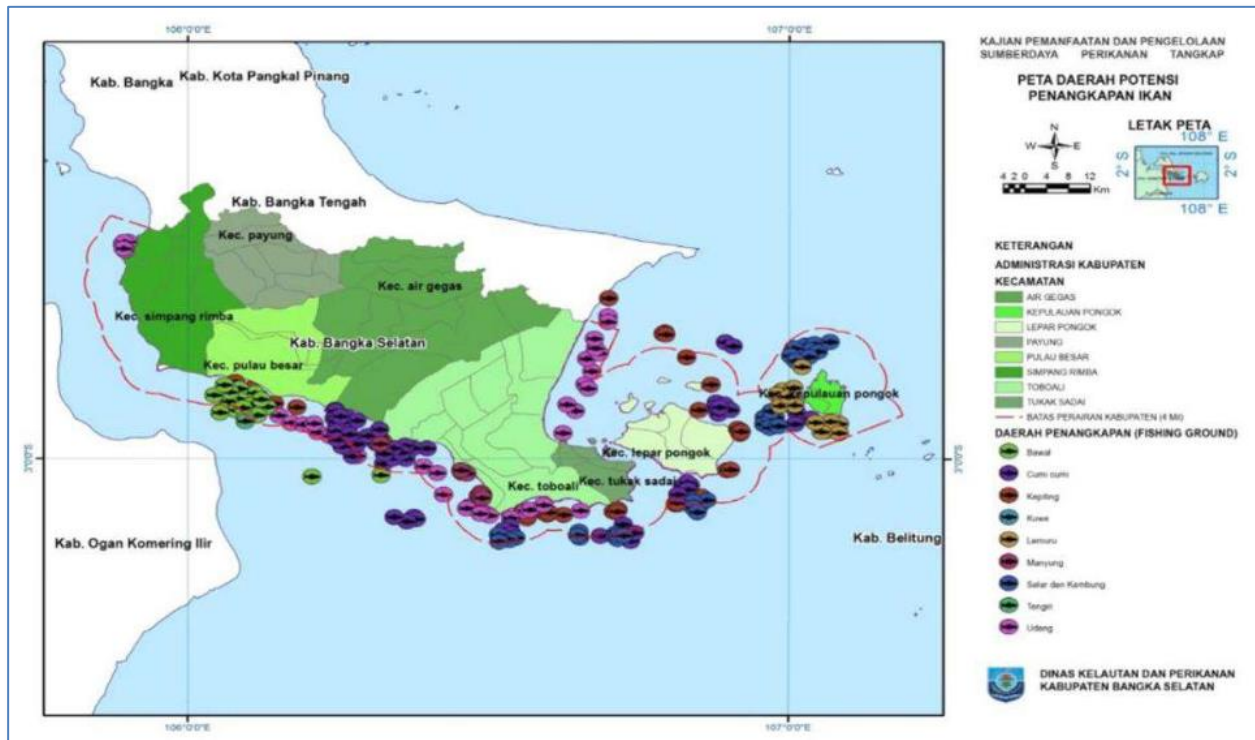 106°0'0"E
107°0'0"E
Kab. Bangka
Kab. Kota Pangkal Pinang
Kab. Bangka Tengah
Kec. payung
Kec. air gegas
Kec. simpang rimba
Kab. Bangka Selatan
Kec. pulau besar
Kec. kepulauan pongok
Kec. lepar pongok
Kec. toboali
Kec. tukak sadai
Kab. Ogan Komering Ilir
Kab. Belitung
3°0'0"S
3°0'0"S
106°0'0"E
107°0'0"E
KAJIAN PEMANFAATAN DAN PENGELOLAAN
SUMBERDAYA PERIKANAN TANGKAP
PETA DAERAH POTENSI
PENANGKAPAN IKAN
N
W E
S
4 2 0 4 8 12
Km
LETAK PETA
108° E
2° S
2° S
108° E
KETERANGAN
ADMINISTRASI KABUPATEN
KECAMATAN
AIR GEGAS
KEPULAUAN PONGOK
LEPAR PONGOK
PAYUNG
PULAU BESAR
SIMPANG RIMBA
TOBOALI
TUKAK SADAI
BATAS PERAIRAN KABUPATEN (4 Mil)
DAERAH PENANGKAPAN (FISHING GROUND)
Bawal
Cumi cumi
Kepiting
Kuwe
Lemuru
Manyung
Selar dan Kembung
Tengiri
Udang
DINAS KELAUTAN DAN PERIKANAN
KABUPATEN BANGKA SELATAN